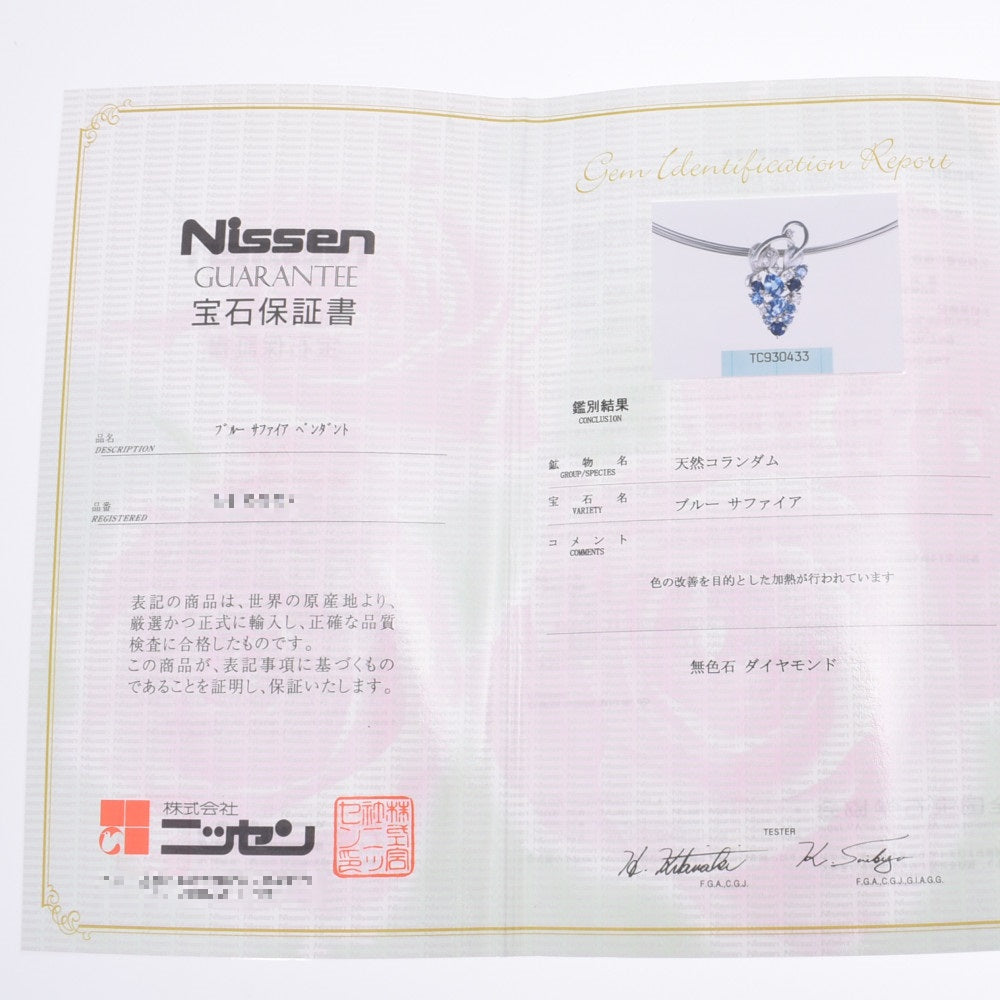 Nissen
GUARANTEE
宝石保証書
品名
DESCRIPTION
ブルー サファイア ペンダント
品番
REGISTERED
表記の商品は、世界の原産地より、
厳選かつ正式に輸入し、正確な品質
検査に合格したものです。
この商品が、表記事項に基づくもの
であることを証明し、保証いたします。
株式会社
ニッセン
Gem Identification Report
TC930433
鑑別結果
CONCLUSION
鉱物名
GROUP/SPECIES
天然コランダム
宝石名
VARIETY
ブルー サファイア
コメント
COMMENTS
色の改善を目的とした加熱が行われています
無色石 ダイヤモンド
TESTER
F.G.A.,C.G.J.
F.G.A.,C.G.J.,G.I.A.G.G.